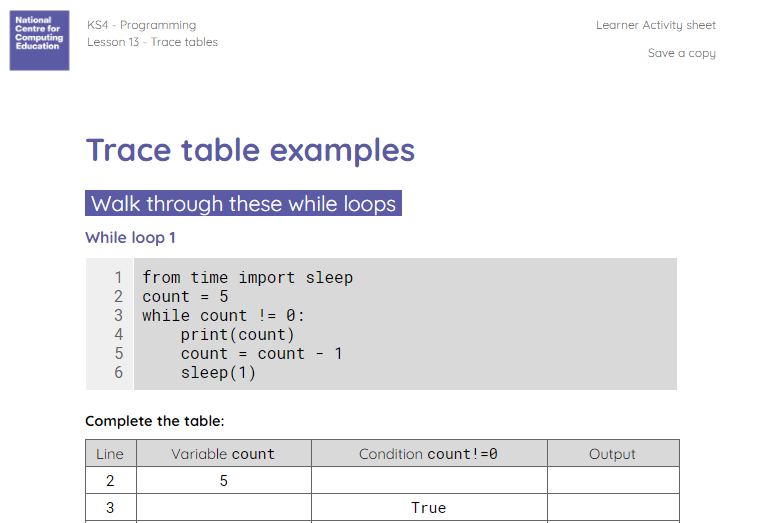 National
Centre for
Computing
Education
KS4 - Programming
Lesson 13 - Trace tables
Learner Activity sheet
Save a copy
Trace table examples
Walk through these while loops
While loop 1
1 from time import sleep
2 count = 5
3 while count != 0:
4     print(count)
5     count = count - 1
6     sleep(1)
Complete the table:
Line Variable count Condition count!=0 Output
2 5
3 True